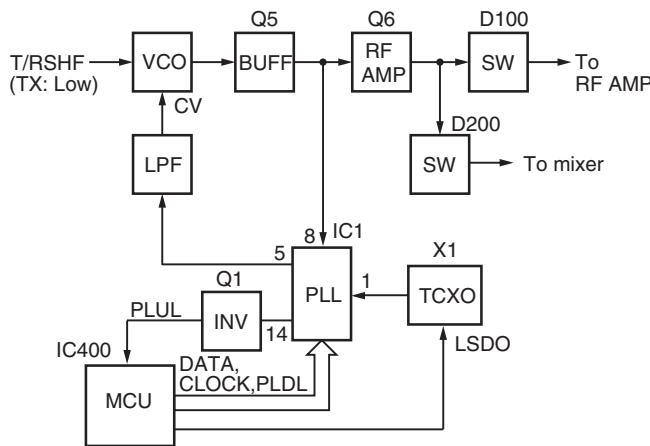 Q5
Q6
D100
T/RSHF
(TX: Low)
VCO
BUFF
RF
AMP
SW
To
RF AMP
CV
D200
LPF
SW
To mixer
8
IC1
5
X1
Q1
PLL
1
TCXO
PLUL
INV
14
LSDO
IC400
DATA,
CLOCK,PLDL
MCU